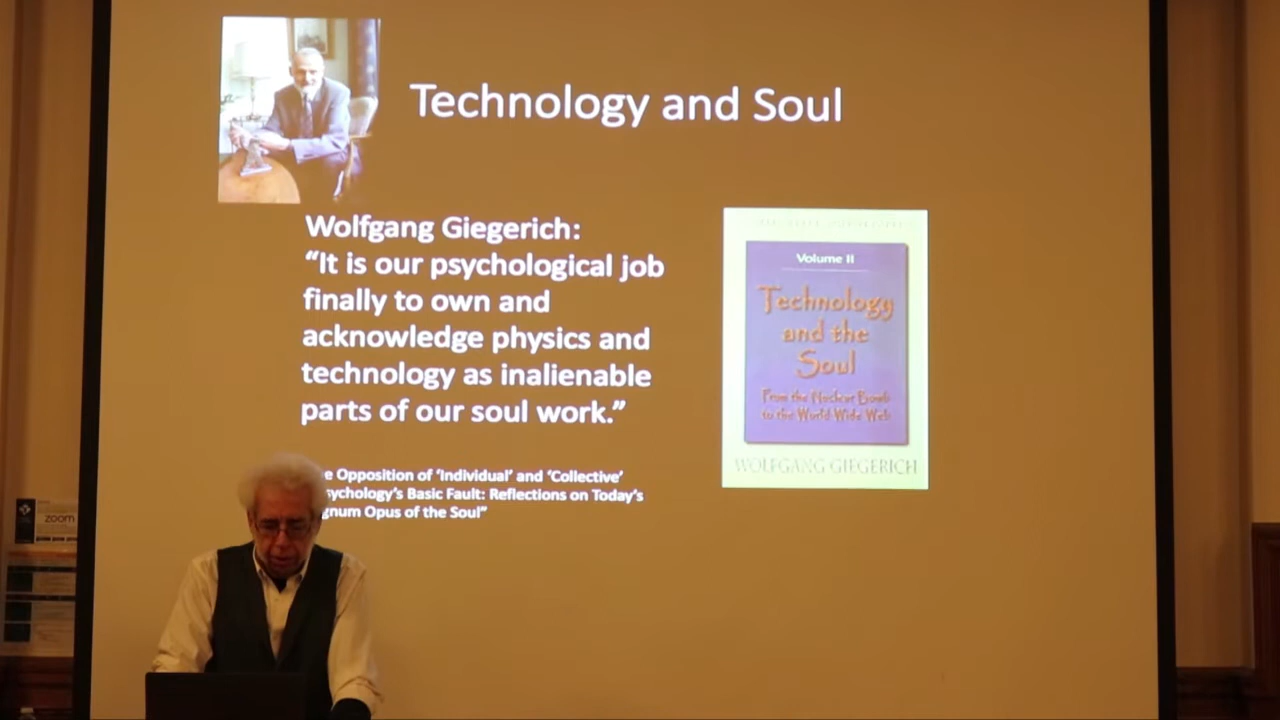 Technology and Soul
Wolfgang Giegerich:
“It is our psychological job
finally to own and
acknowledge physics and
technology as inalienable
parts of our soul work.”
Opposition of ‘Individual’ and ‘Collective’
Basic Fault: Reflections on Today’s
Opus of the Soul”
Volume II
Technology
and the
Soul
From the Nuclear Bomb
to the World Wide Web
WOLFGANG GIEGERICH
zoom